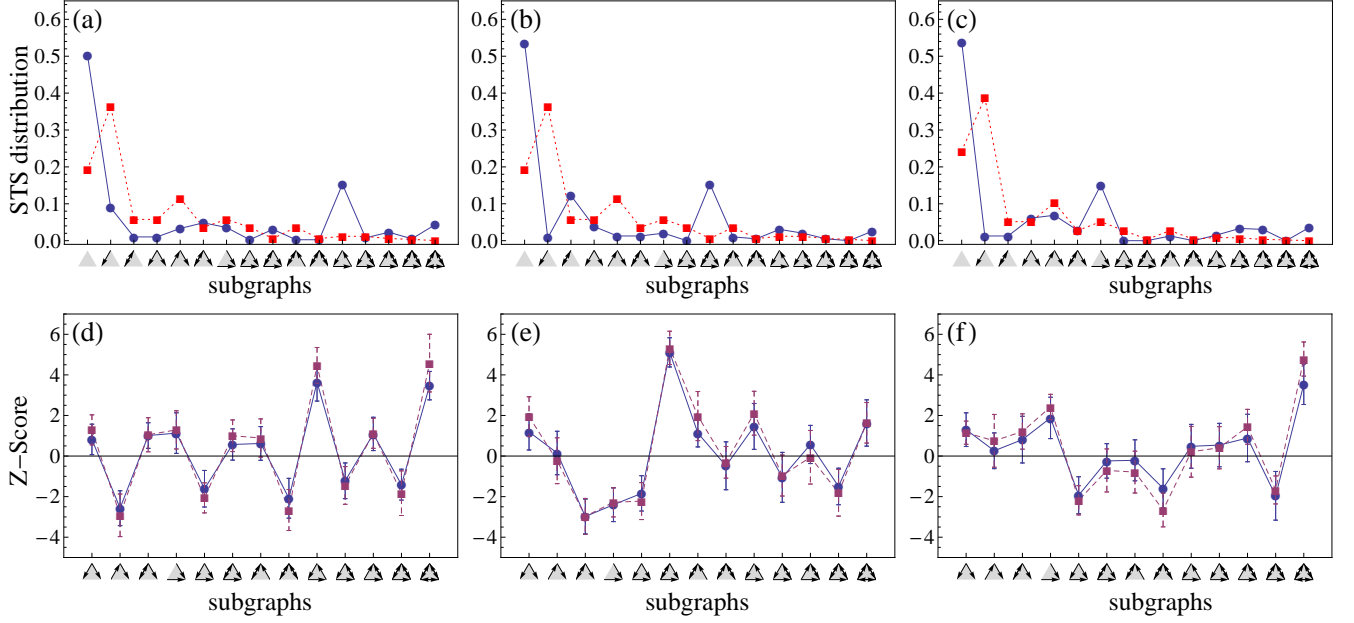 (a) (b) (c)
0.6 0.6 0.6
0.5 0.5 0.5
0.4 0.4 0.4
0.3 0.3 0.3
0.2 0.2 0.2
0.1 0.1 0.1
0.0 0.0 0.0
STS distribution
subgraphs subgraphs subgraphs
(d) (e) (f)
6 6 6
4 4 4
2 2 2
0 0 0
−2 −2 −2
−4 −4 −4
Z−Score
subgraphs subgraphs subgraphs